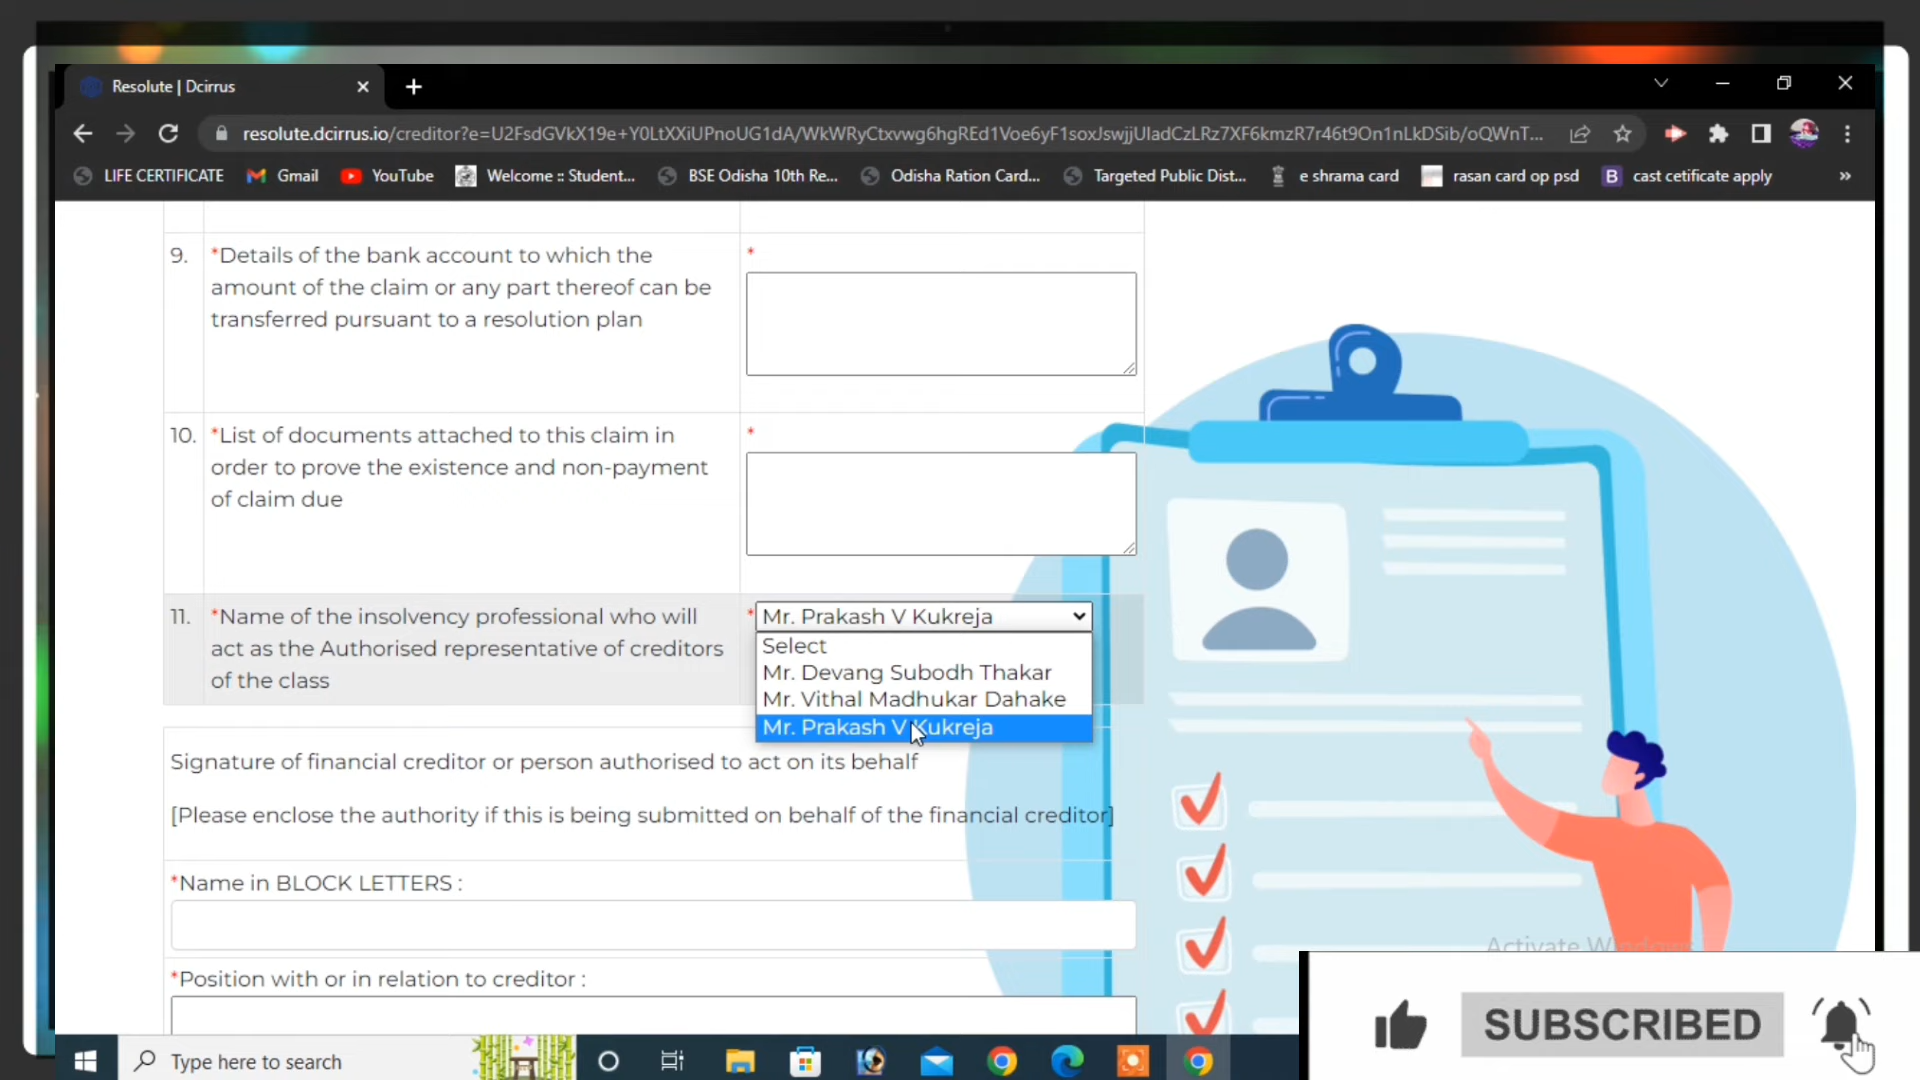 Resolute | Dcirrus
resolute.dcirrus.io/creditor?e=U2FsdGVkX19e+Y0LtXXiUPnoUG1dA/WkWRyCtxvwg6hgREd1Voe6yF1soxJswjjUladCzLRz7XF6kmzR7r46t9On1nLkDSib/oQWnT...
LIFE CERTIFICATE Gmail YouTube Welcome :: Student... BSE Odisha 10th Re... Odisha Ration Card... Targeted Public Dist... e shrama card rasan card op psd B cast cetificate apply »
9. *Details of the bank account to which the *
amount of the claim or any part thereof can be
transferred pursuant to a resolution plan
10. *List of documents attached to this claim in *
order to prove the existence and non-payment
of claim due
11. *Name of the insolvency professional who will * Mr. Prakash V Kukreja
act as the Authorised representative of creditors
of the class
Select
Mr. Devang Subodh Thakar
Mr. Vithal Madhukar Dahake
Mr. Prakash V Kukreja
Signature of financial creditor or person authorised to act on its behalf
[Please enclose the authority if this is being submitted on behalf of the financial creditor]
*Name in BLOCK LETTERS :
*Position with or in relation to creditor :
Activate Windows
SUBSCRIBED
Type here to search